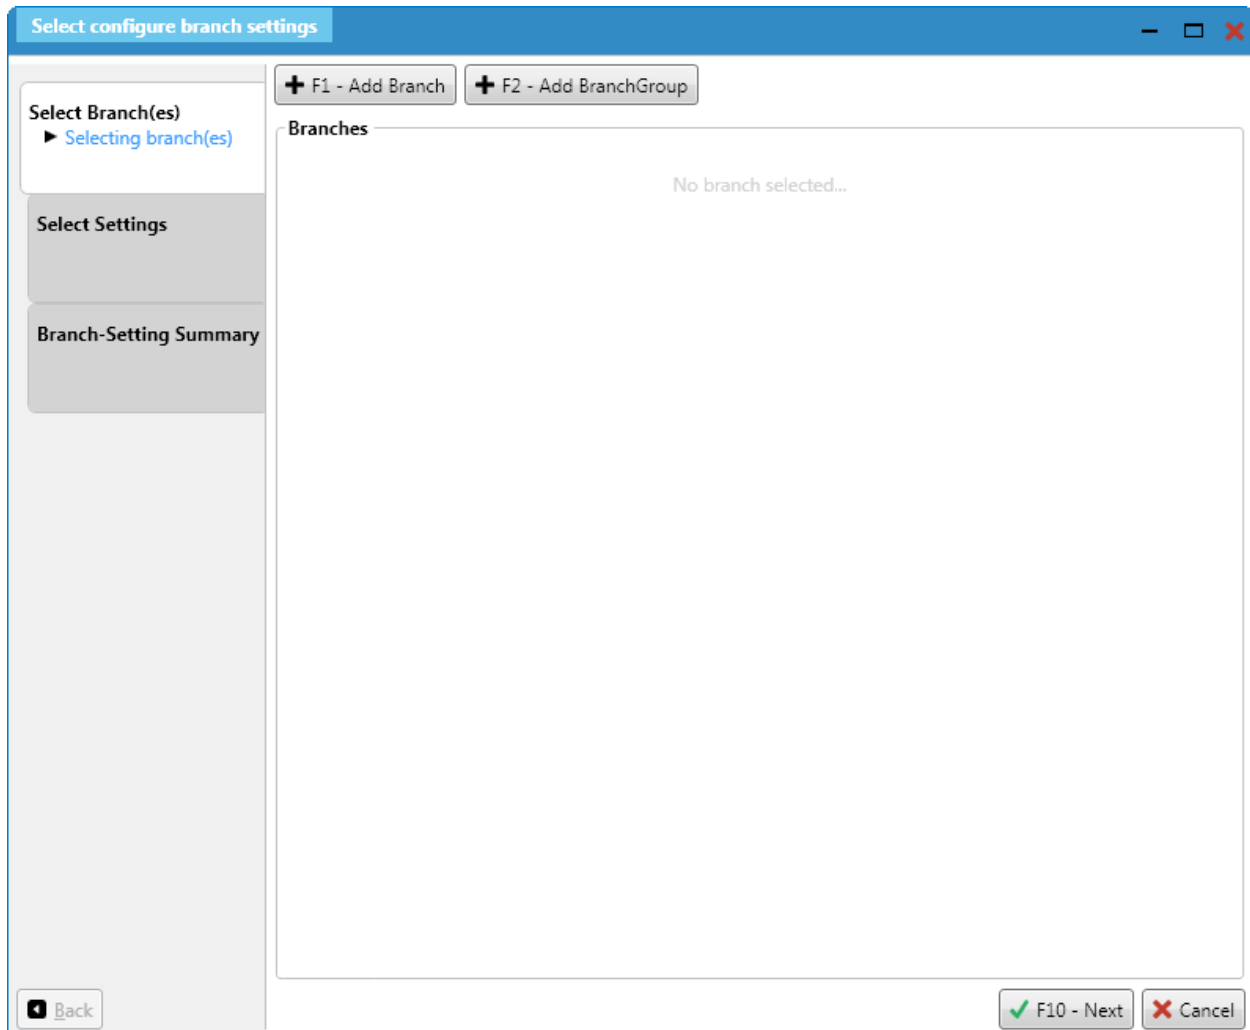 Select configure branch settings
F1 - Add Branch
F2 - Add BranchGroup
Select Branch(es)
Selecting branch(es)
Select Settings
Branch-Setting Summary
Branches
No branch selected...
Back
F10 - Next
Cancel